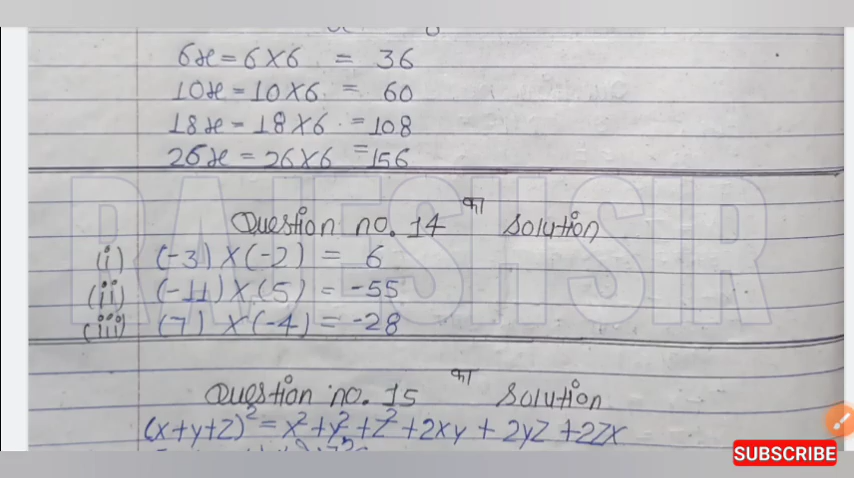 6x = 6×6 = 36
10x = 10×6 = 60
18x = 18×6 = 108
26x = 26×6 = 156
Question no. 14 का Solution
(i) (-3) × (-2) = 6
(ii) (-11) × (5) = -55
(iii) (7) × (-4) = -28
RAJESH SIR
Question no. 15 का Solution
(x+y+z)² = x²+y²+z²+2xy + 2yz +2zx
SUBSCRIBE